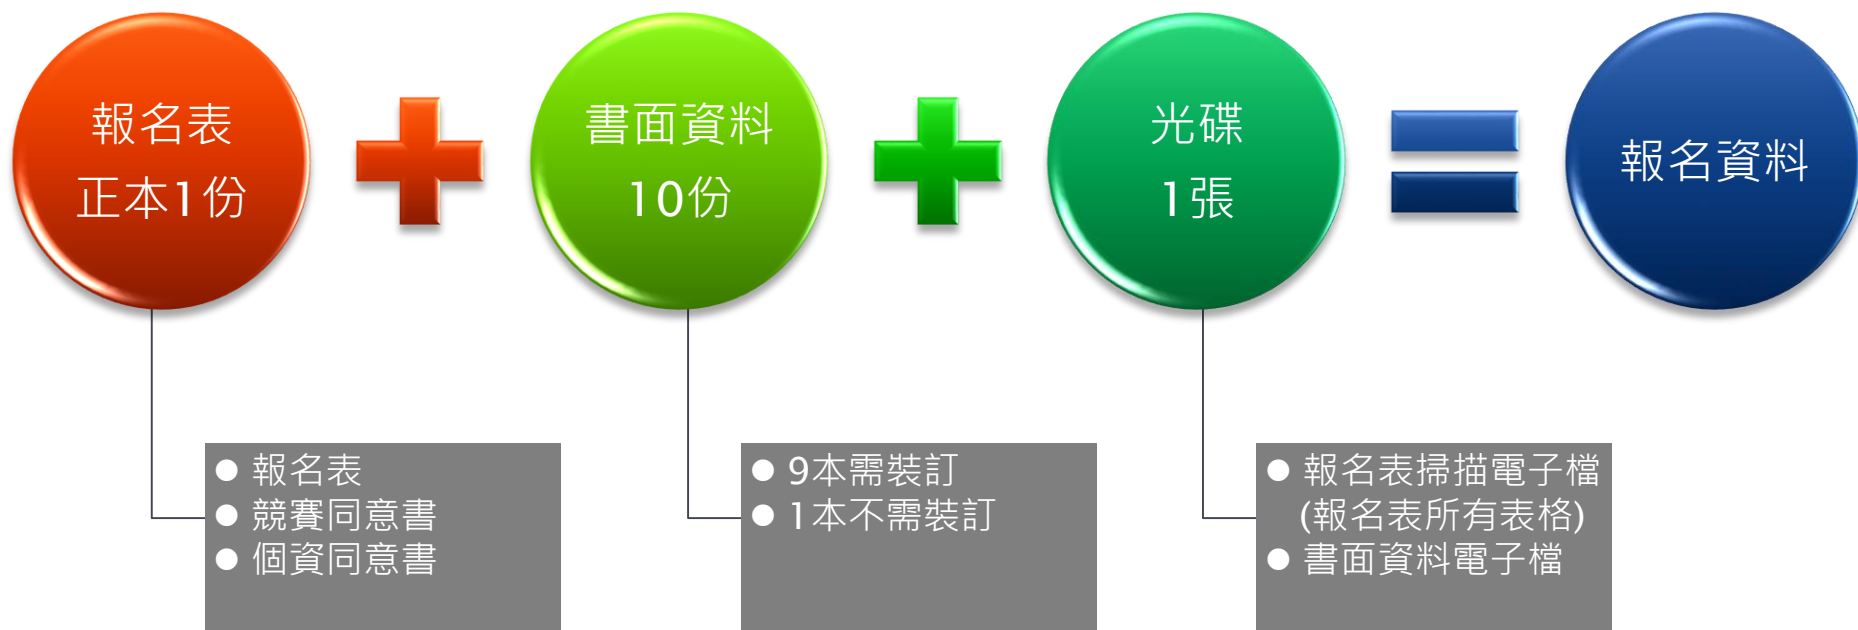 報名表
正本1份
書面資料
10份
光碟
1張
報名資料
● 報名表
● 競賽同意書
● 個資同意書
● 9本需裝訂
● 1本不需裝訂
● 報名表掃描電子檔
(報名表所有表格)
● 書面資料電子檔